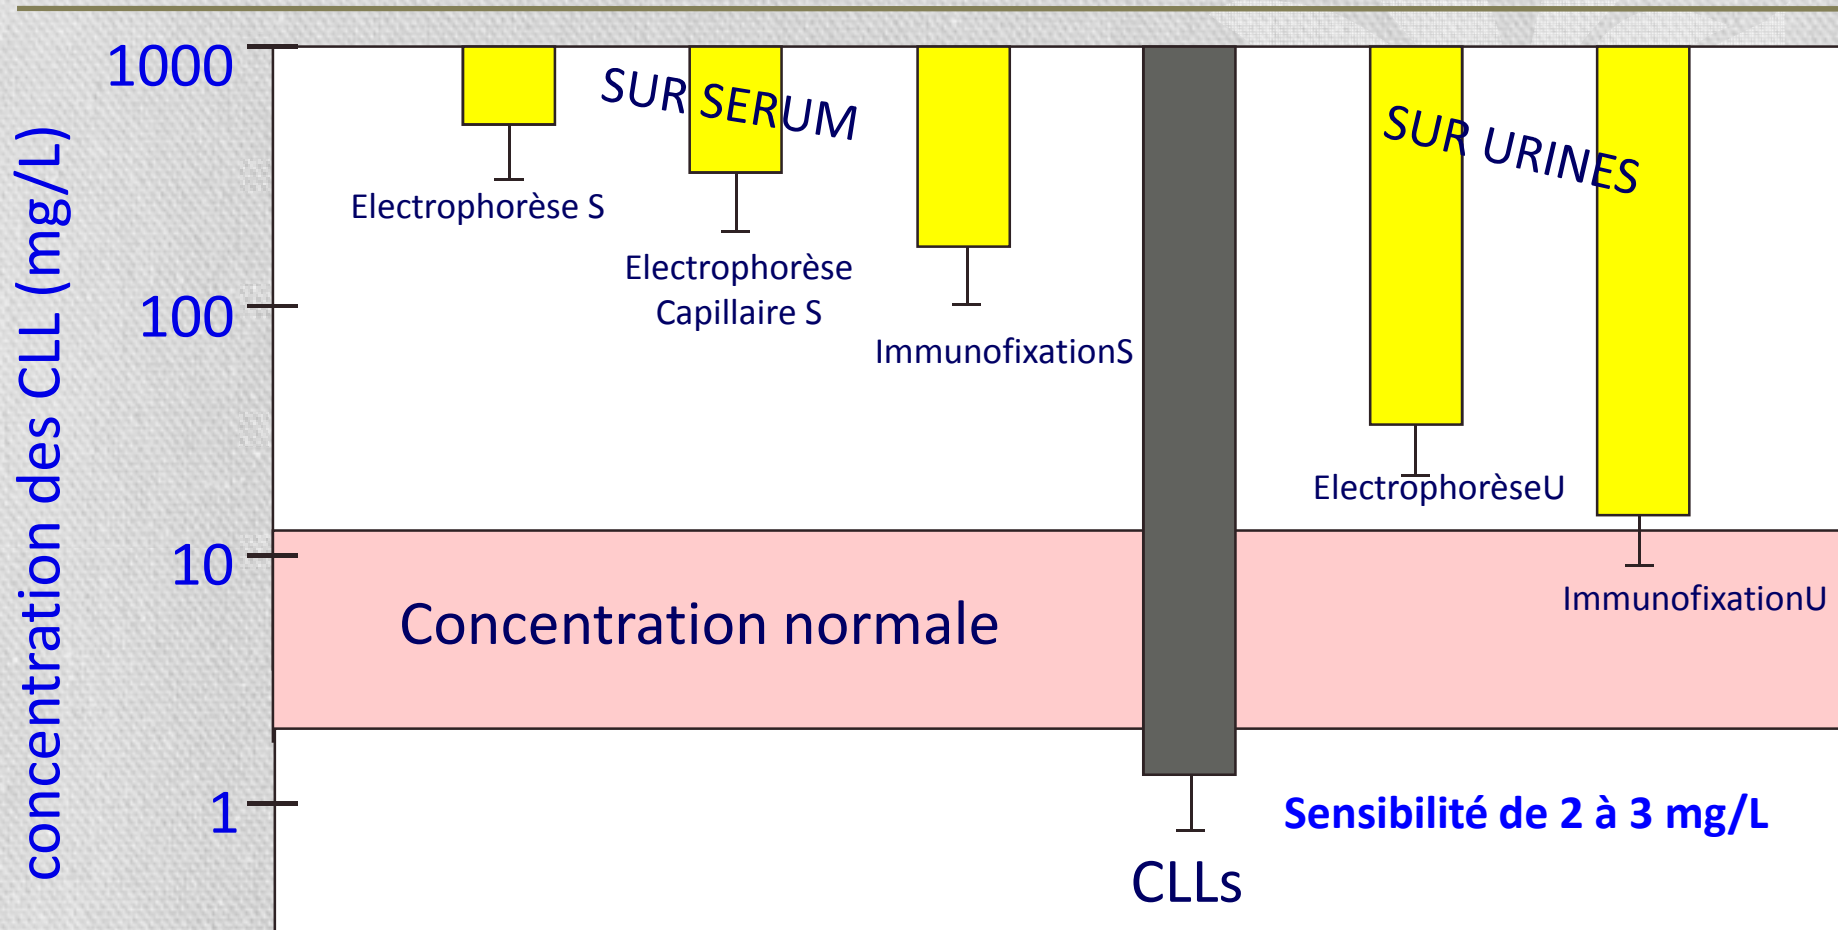 concentration des CLL (mg/L)
1000
100
10
1
SUR SERUM
SUR URINES
Electrophorèse S
Electrophorèse
Capillaire S
ImmunofixationS
ElectrophorèseU
ImmunofixationU
Concentration normale
Sensibilité de 2 à 3 mg/L
CLLs